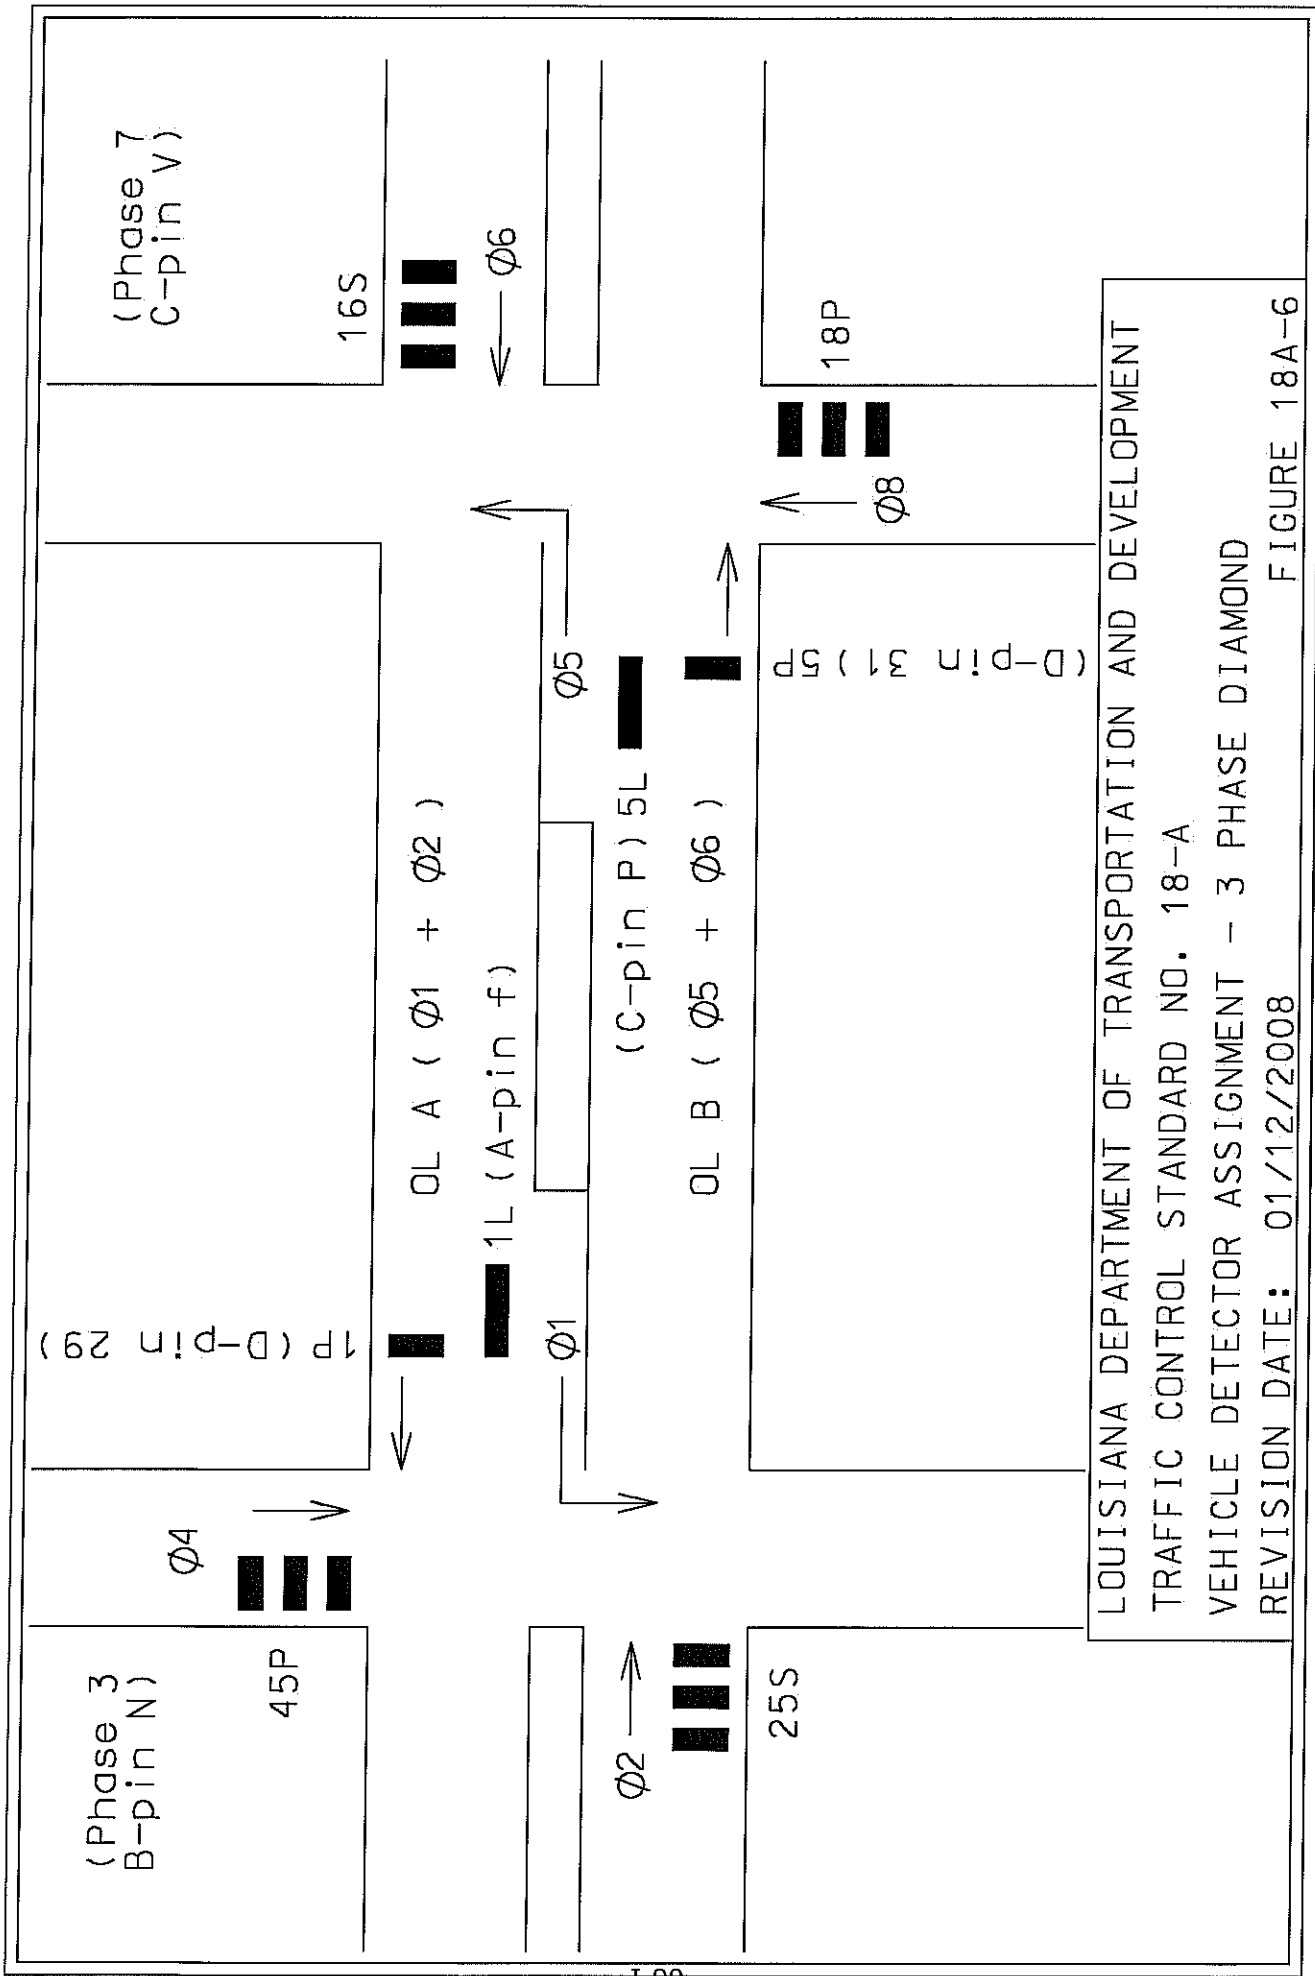 (Phase 3
B-pin N)
45P
Ø4
1P (D-pin 29)
(Phase 7
C-pin V)
16S
Ø6
OL A ( Ø1 + Ø2 )
1L (A-pin f)
Ø1
Ø5
(C-pin P) 5L
OL B ( Ø5 + Ø6 )
Ø2
25S
(D-pin 31) 5P
18P
Ø8
LOUISIANA DEPARTMENT OF TRANSPORTATION AND DEVELOPMENT
TRAFFIC CONTROL STANDARD NO. 18-A
VEHICLE DETECTOR ASSIGNMENT - 3 PHASE DIAMOND
REVISION DATE: 01/12/2008
FIGURE 18A-6